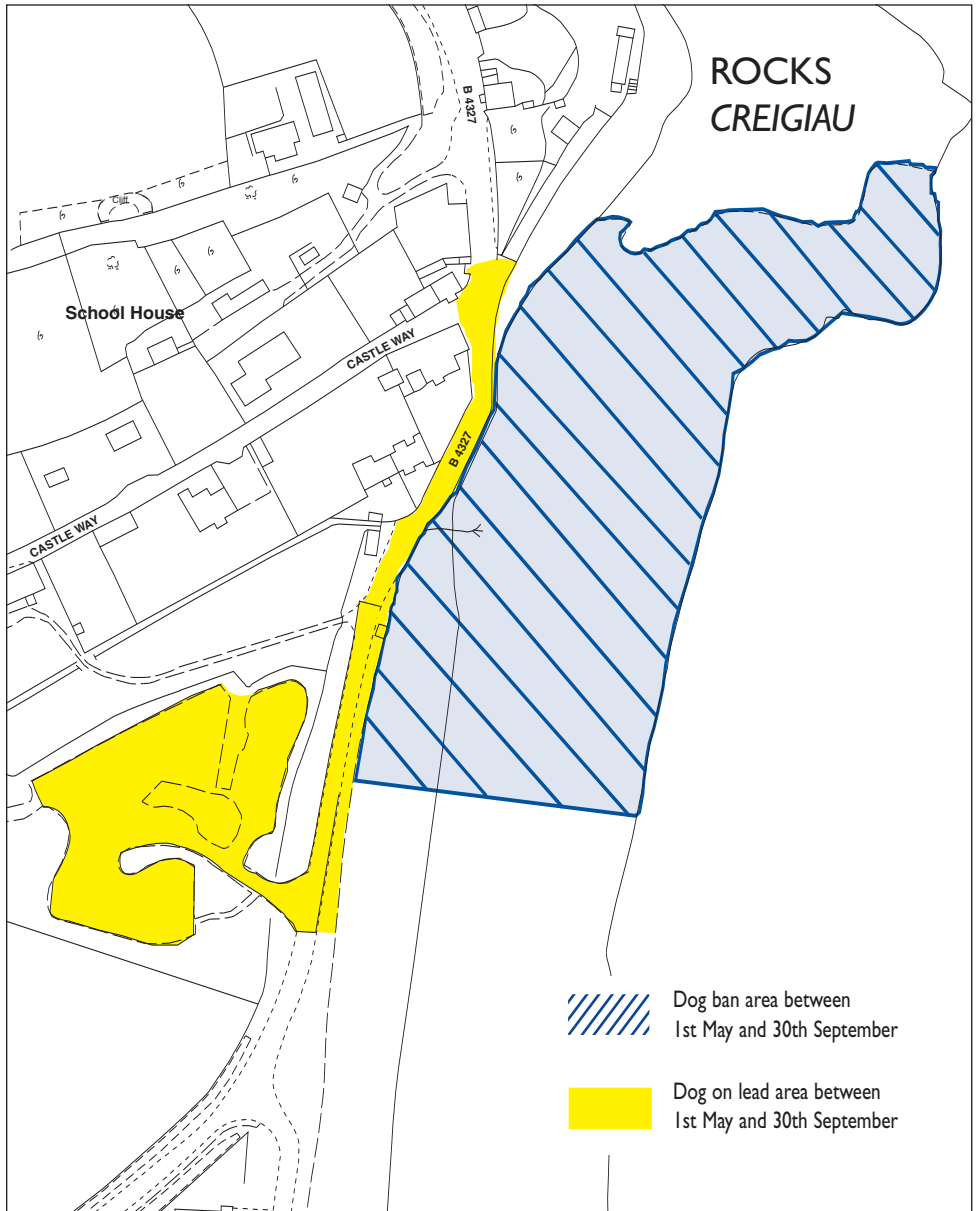 ROCKS
CREIGIAU
B 4327
Cliff
School House
CASTLE WAY
B 4327
CASTLE WAY
Dog ban area between
1st May and 30th September
Dog on lead area between
1st May and 30th September